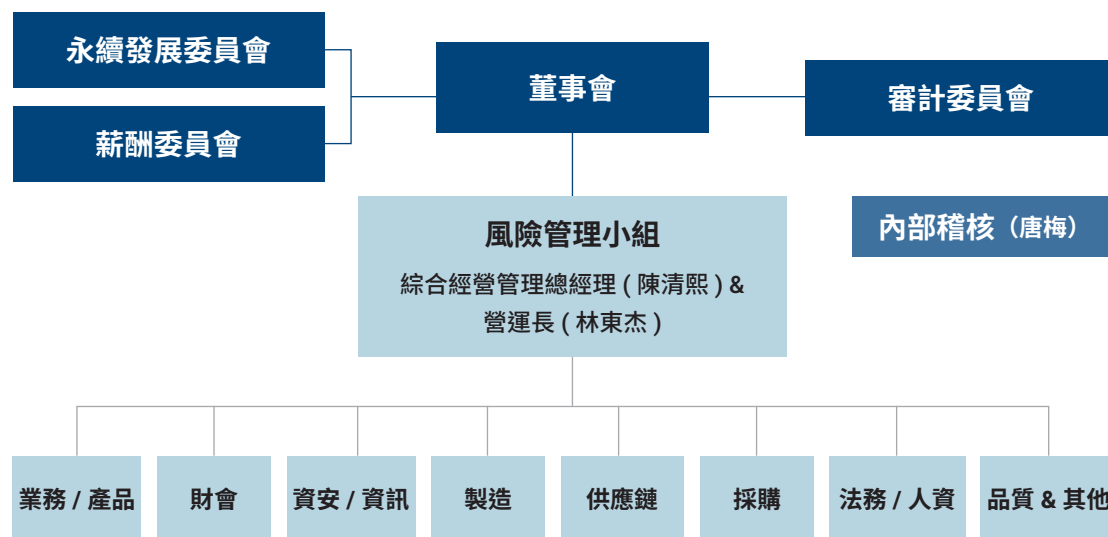 永續發展委員會
董事會
審計委員會
薪酬委員會
風險管理小組
綜合經營管理總經理 ( 陳清熙 ) &
營運長 ( 林東杰 )
內部稽核（唐梅）
業務 / 產品
財會
資安 / 資訊
製造
供應鏈
採購
法務 / 人資
品質 & 其他